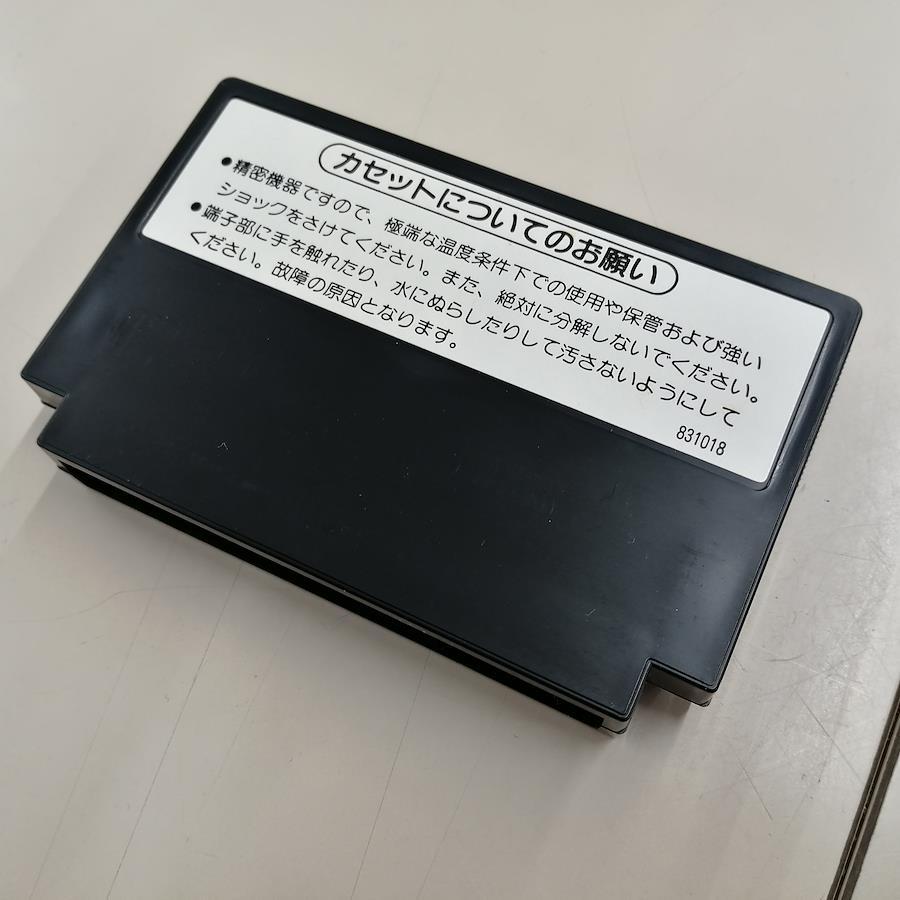 カセットについてのお願い
●精密機器ですので、極端な温度条件下での使用や保管および強い
ショックをさけてください。また、絶対に分解しないでください。
●端子部に手を触れたり、水にぬらしたりして汚さないようにして
ください。故障の原因となります。
831018